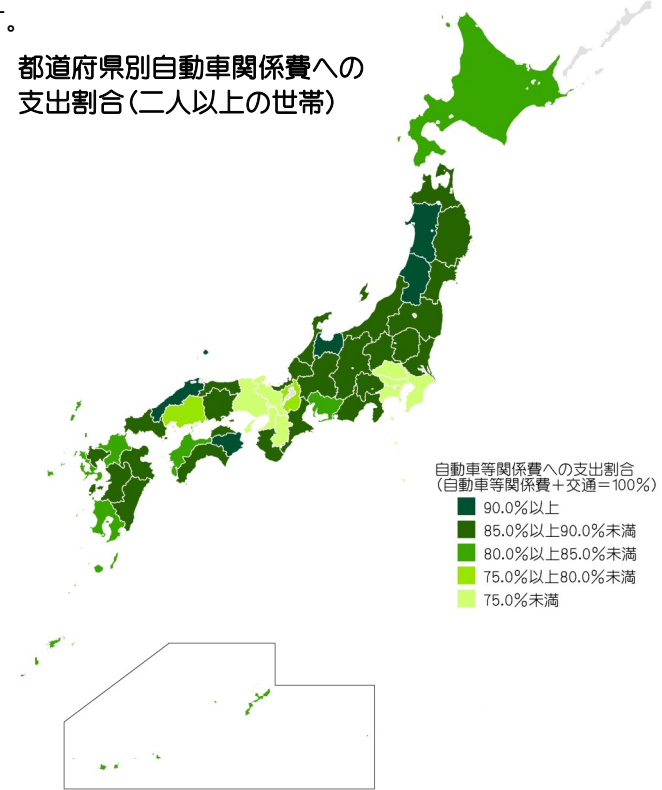 。
都道府県別自動車関係費への
支出割合（二人以上の世帯）
自動車等関係費への支出割合
（自動車等関係費＋交通＝100％）
90.0％以上
85.0％以上90.0％未満
80.0％以上85.0％未満
75.0％以上80.0％未満
75.0％未満